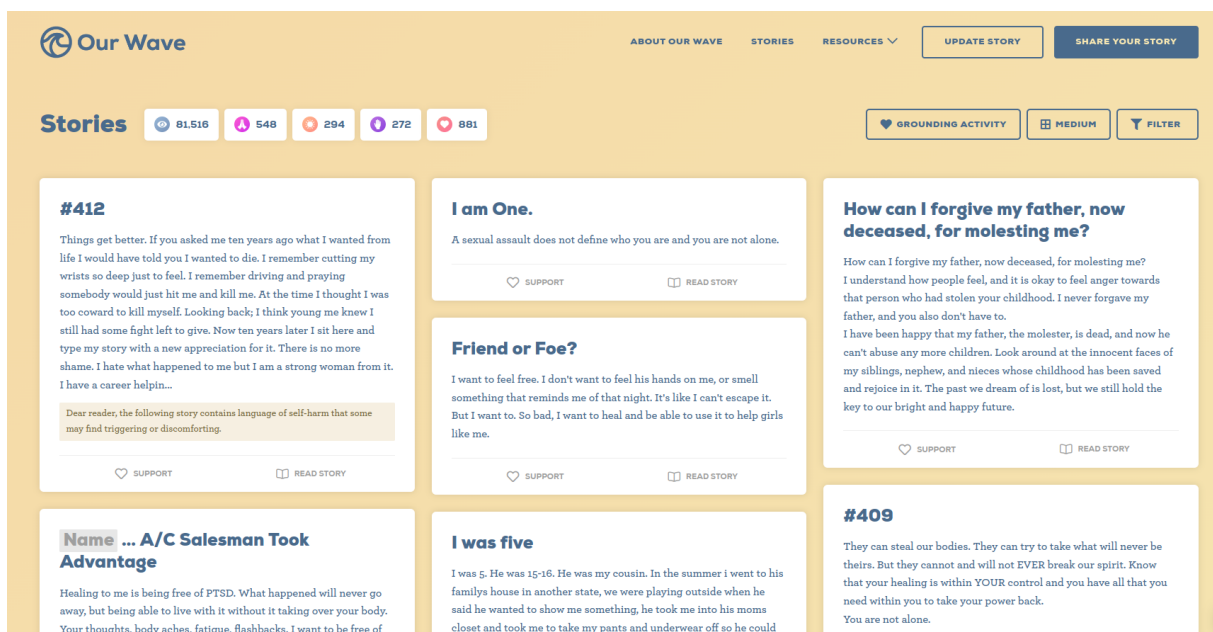 Our Wave
ABOUT OUR WAVE
STORIES
RESOURCES
UPDATE STORY
SHARE YOUR STORY
Stories
81,516
548
294
272
881
GROUNDING ACTIVITY
MEDIUM
FILTER
#412
Things get better. If you asked me ten years ago what I wanted from
life I would have told you I wanted to die. I remember cutting my
wrists so deep just to feel. I remember driving and praying
somebody would just hit me and kill me. At the time I thought I was
too coward to kill myself. Looking back; I think young me knew I
still had some fight left to give. Now ten years later I sit here and
type my story with a new appreciation for it. There is no more
shame. I hate what happened to me but I am a strong woman from it.
I have a career helpin...
Dear reader, the following story contains language of self-harm that some
may find triggering or discomforting.
SUPPORT
READ STORY
Name ... A/C Salesman Took
Advantage
Healing to me is being free of PTSD. What happened will never go
away, but being able to live with it without it taking over your body.
Your thoughts, body aches, fatigue, flashbacks. I want to be free of
I am One.
A sexual assault does not define who you are and you are not alone.
SUPPORT
READ STORY
Friend or Foe?
I want to feel free. I don't want to feel his hands on me, or smell
something that reminds me of that night. It's like I can't escape it.
But I want to. So bad, I want to heal and be able to use it to help girls
like me.
SUPPORT
READ STORY
I was five
I was 5. He was 15-16. He was my cousin. In the summer i went to his
familys house in another state, we were playing outside when he
said he wanted to show me something, he took me into his moms
closet and took me to take my pants and underwear off so he could
How can I forgive my father, now
deceased, for molesting me?
How can I forgive my father, now deceased, for molesting me?
I understand how people feel, and it is okay to feel anger towards
that person who had stolen your childhood. I never forgave my
father, and you also don't have to.
I have been happy that my father, the molester, is dead, and now he
can't abuse any more children. Look around at the innocent faces of
my siblings, nephew, and nieces whose childhood has been saved
and rejoice in it. The past we dream of is lost, but we still hold the
key to our bright and happy future.
SUPPORT
READ STORY
#409
They can steal our bodies. They can try to take what will never be
theirs. But they cannot and will not EVER break our spirit. Know
that your healing is within YOUR control and you have all that you
need within you to take your power back.
You are not alone.